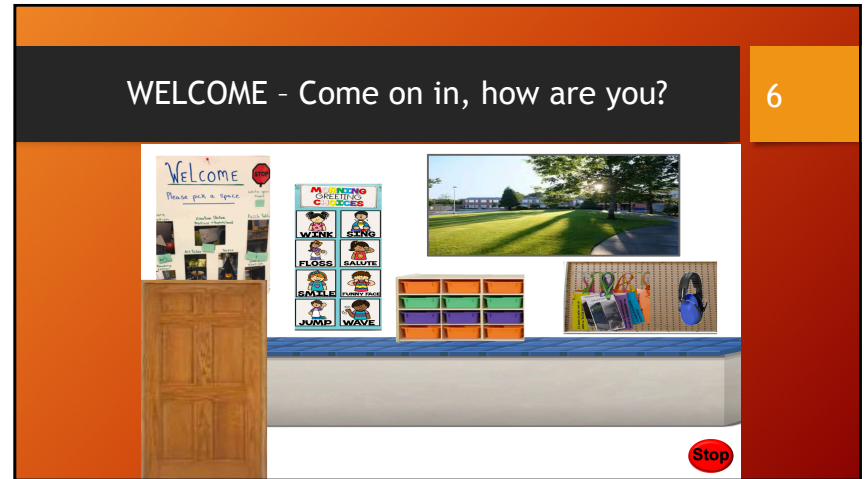 WELCOME – Come on in, how are you?
6
WELCOME
STOP
Please pick a space
MORNING
GREETING
CHOICES
WINK SING
FLOSS SALUTE
SMILE FUNNY FACE
JUMP WAVE
Stop